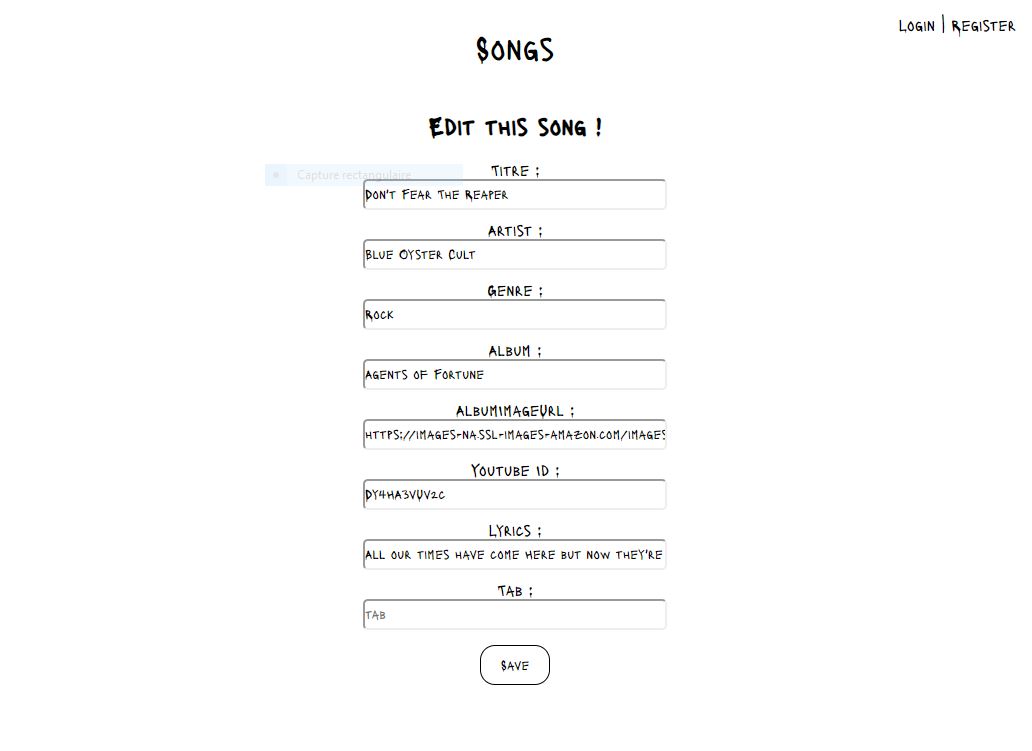 Login | Register
Songs
Edit this song !
Titre :
Capture rectangulaire
Don't Fear the Reaper
Artist :
Blue Oyster Cult
Genre :
Rock
Album :
Agents of Fortune
AlbumImageUrl :
https://images-na.ssl-images-amazon.com/images
Youtube ID :
Dy4HA3vUv2c
Lyrics :
All our times have come Here but now they're
Tab :
Tab
Save